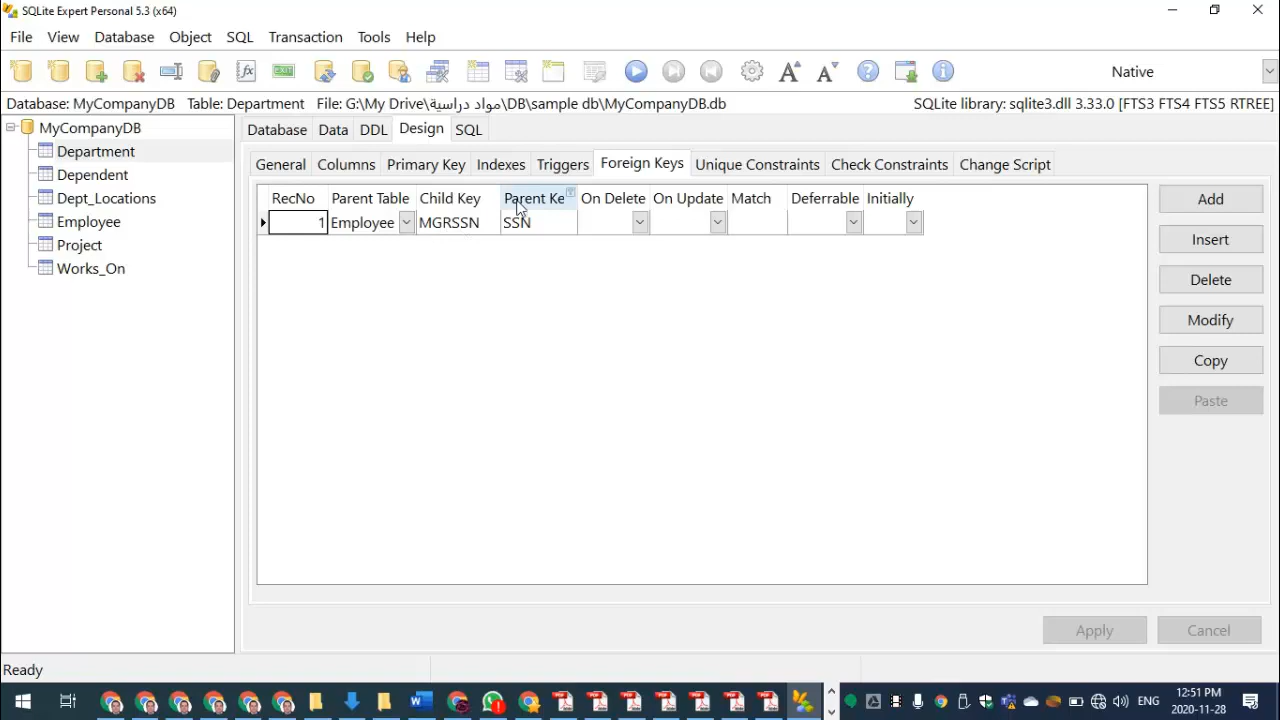 SQLite Expert Personal 5.3 (x64)
File View Database Object SQL Transaction Tools Help
Native
Database: MyCompanyDB Table: Department File: G:\My Drive\مواد دراسية\DB\sample db\MyCompanyDB.db SQLite library: sqlite3.dll 3.33.0 [FTS3 FTS4 FTS5 RTREE]
MyCompanyDB
Department
Dependent
Dept_Locations
Employee
Project
Works_On
Database Data DDL Design SQL
General Columns Primary Key Indexes Triggers Foreign Keys Unique Constraints Check Constraints Change Script
RecNo Parent Table Child Key Parent Ke On Delete On Update Match Deferrable Initially
1 Employee MGRSSN SSN
Add
Insert
Delete
Modify
Copy
Paste
Apply Cancel
Ready
ENG
12:51 PM
2020-11-28